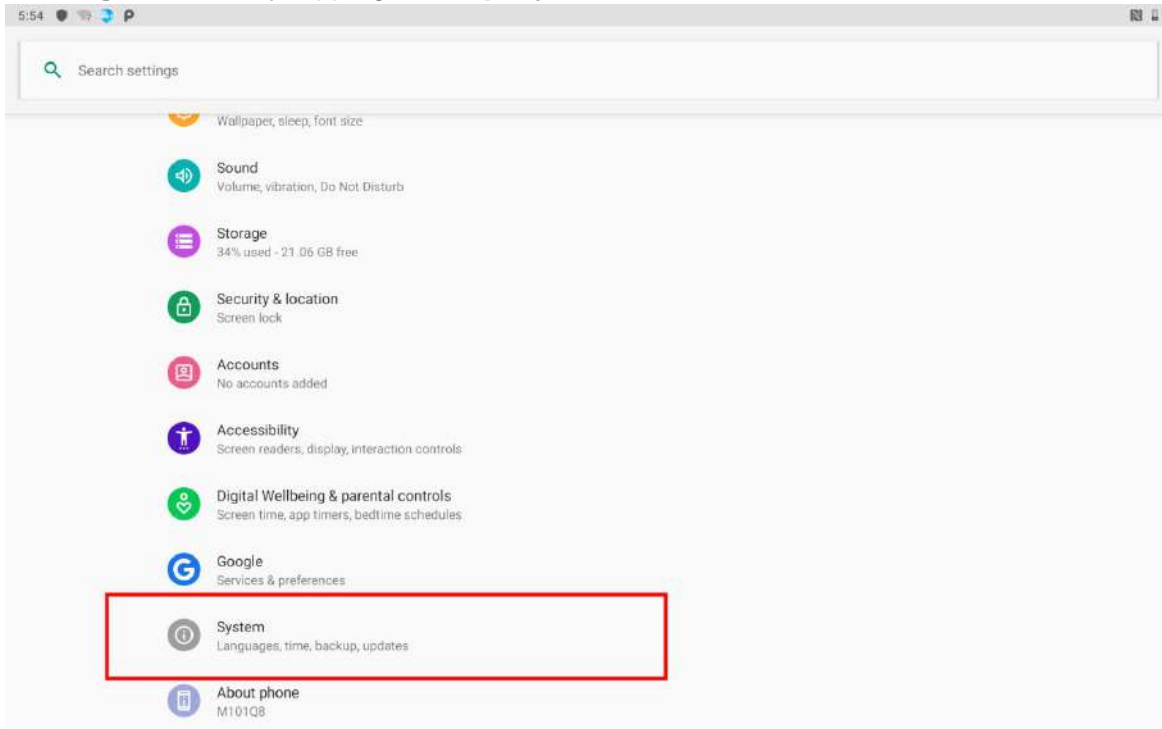 5:54
Search settings
Wallpaper, sleep, font size
Sound
Volume, vibration, Do Not Disturb
Storage
34% used - 21.06 GB free
Security & location
Screen lock
Accounts
No accounts added
Accessibility
Screen readers, display, interaction controls
Digital Wellbeing & parental controls
Screen time, app timers, bedtime schedules
Google
Services & preferences
System
Languages, time, backup, updates
About phone
M101Q8